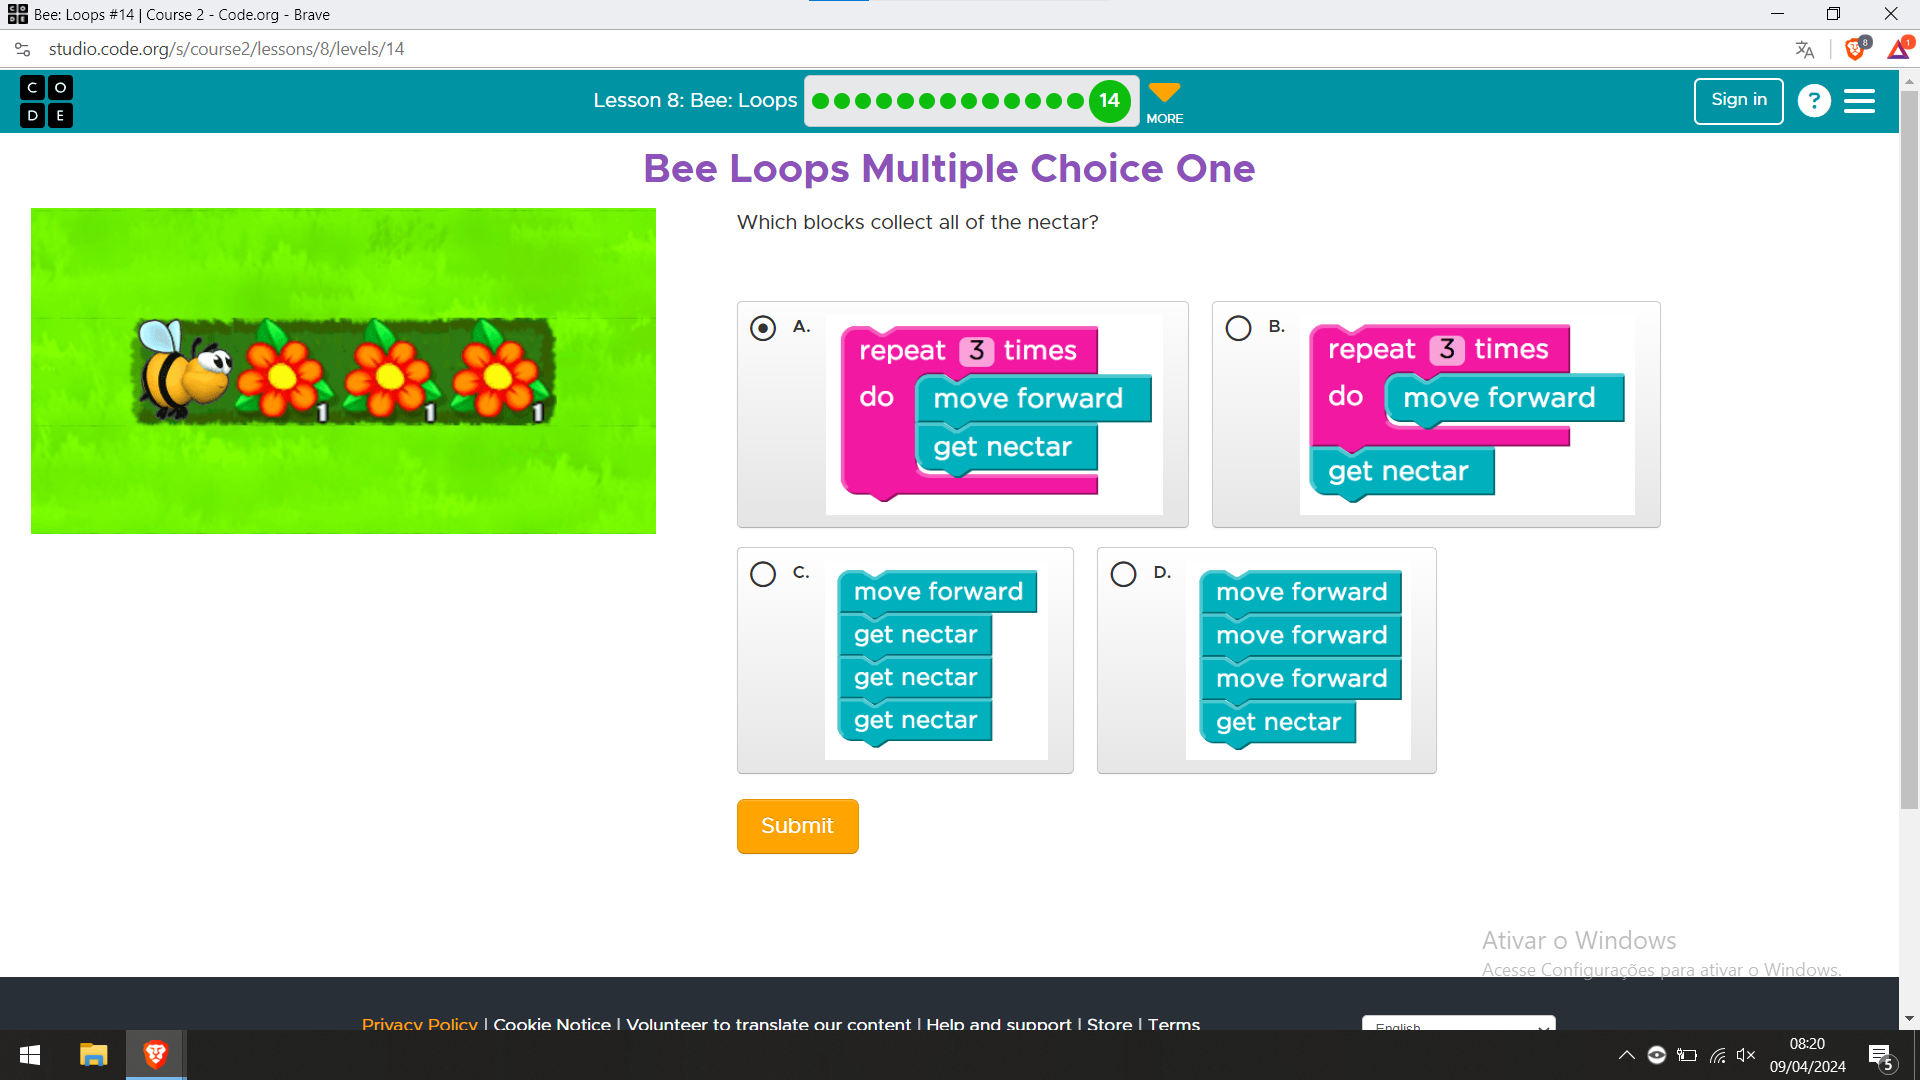 Bee: Loops #14 | Course 2 - Code.org - Brave
studio.code.org/s/course2/lessons/8/levels/14
8
1
C O
D E
Lesson 8: Bee: Loops
14
MORE
Sign in
?
Bee Loops Multiple Choice One
Which blocks collect all of the nectar?
1
1
1
A.
repeat 3 times
do
move forward
get nectar
B.
repeat 3 times
do
move forward
get nectar
C.
move forward
get nectar
get nectar
get nectar
D.
move forward
move forward
move forward
get nectar
Submit
Ativar o Windows
Acesse Configurações para ativar o Windows.
Privacy Policy | Cookie Notice | Volunteer to translate our content | Help and support | Store | Terms
English
08:20
09/04/2024
5